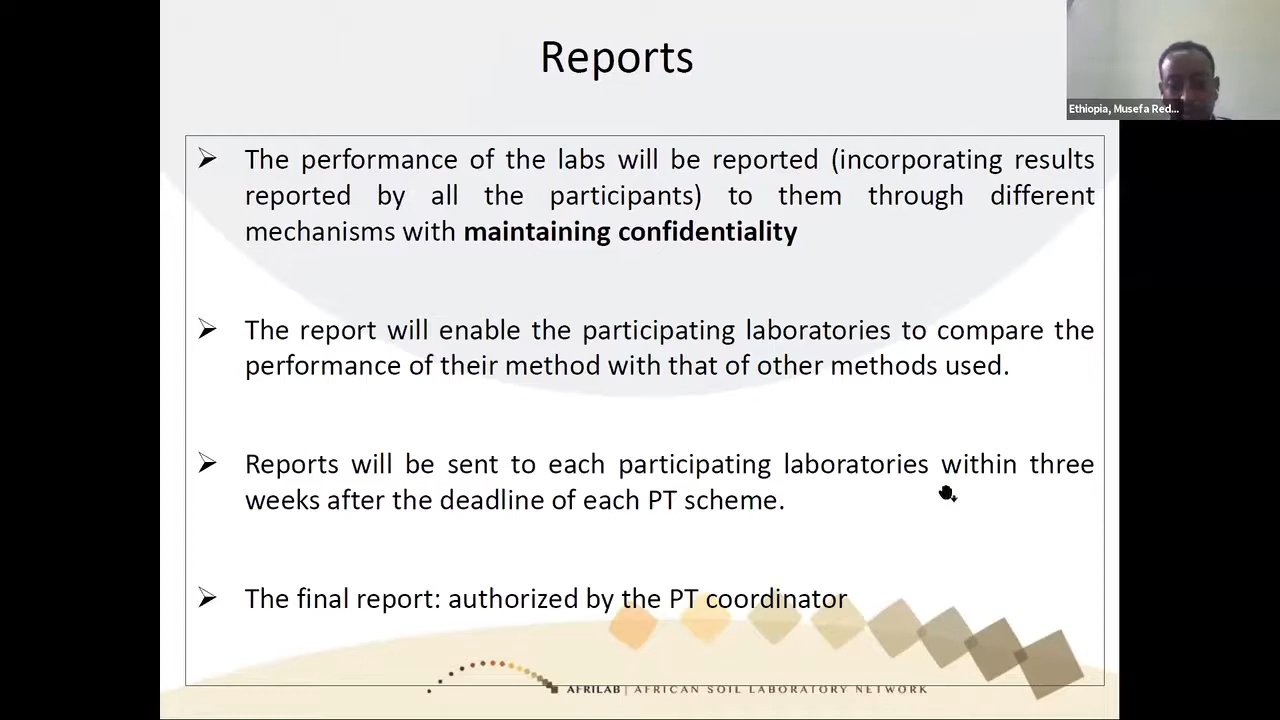 Reports
Ethiopia, Musefa Red...
The performance of the labs will be reported (incorporating results
reported by all the participants) to them through different
mechanisms with maintaining confidentiality
The report will enable the participating laboratories to compare the
performance of their method with that of other methods used.
Reports will be sent to each participating laboratories within three
weeks after the deadline of each PT scheme.
The final report: authorized by the PT coordinator
AFRILAB | AFRICAN SOIL LABORATORY NETWORK